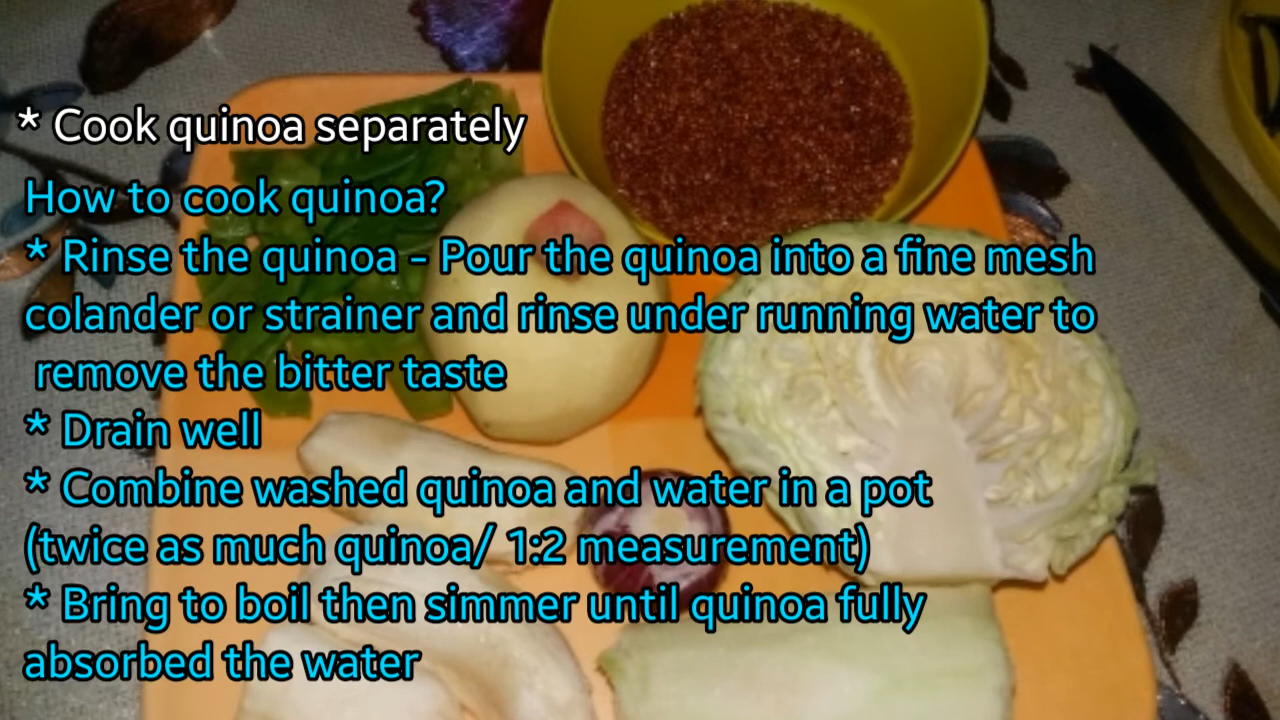 * Cook quinoa separately
How to cook quinoa?
* Rinse the quinoa - Pour the quinoa into a fine mesh
colander or strainer and rinse under running water to
remove the bitter taste
* Drain well
* Combine washed quinoa and water in a pot
(twice as much quinoa/ 1:2 measurement)
* Bring to boil then simmer until quinoa fully
absorbed the water